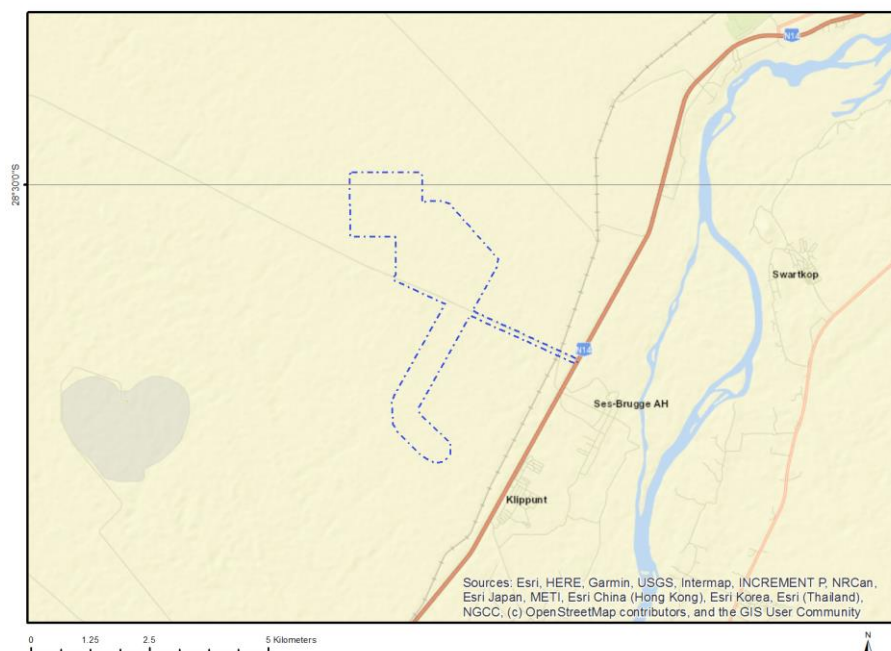 N14
28°30'0"S
Swartkop
N14
Ses-Brugge AH
Klippunt
Sources: Esri, HERE, Garmin, USGS, Intermap, INCREMENT P, NRCan,
Esri Japan, METI, Esri China (Hong Kong), Esri Korea, Esri (Thailand),
NGCC, (c) OpenStreetMap contributors, and the GIS User Community
0 1.25 2.5 5 Kilometers
N